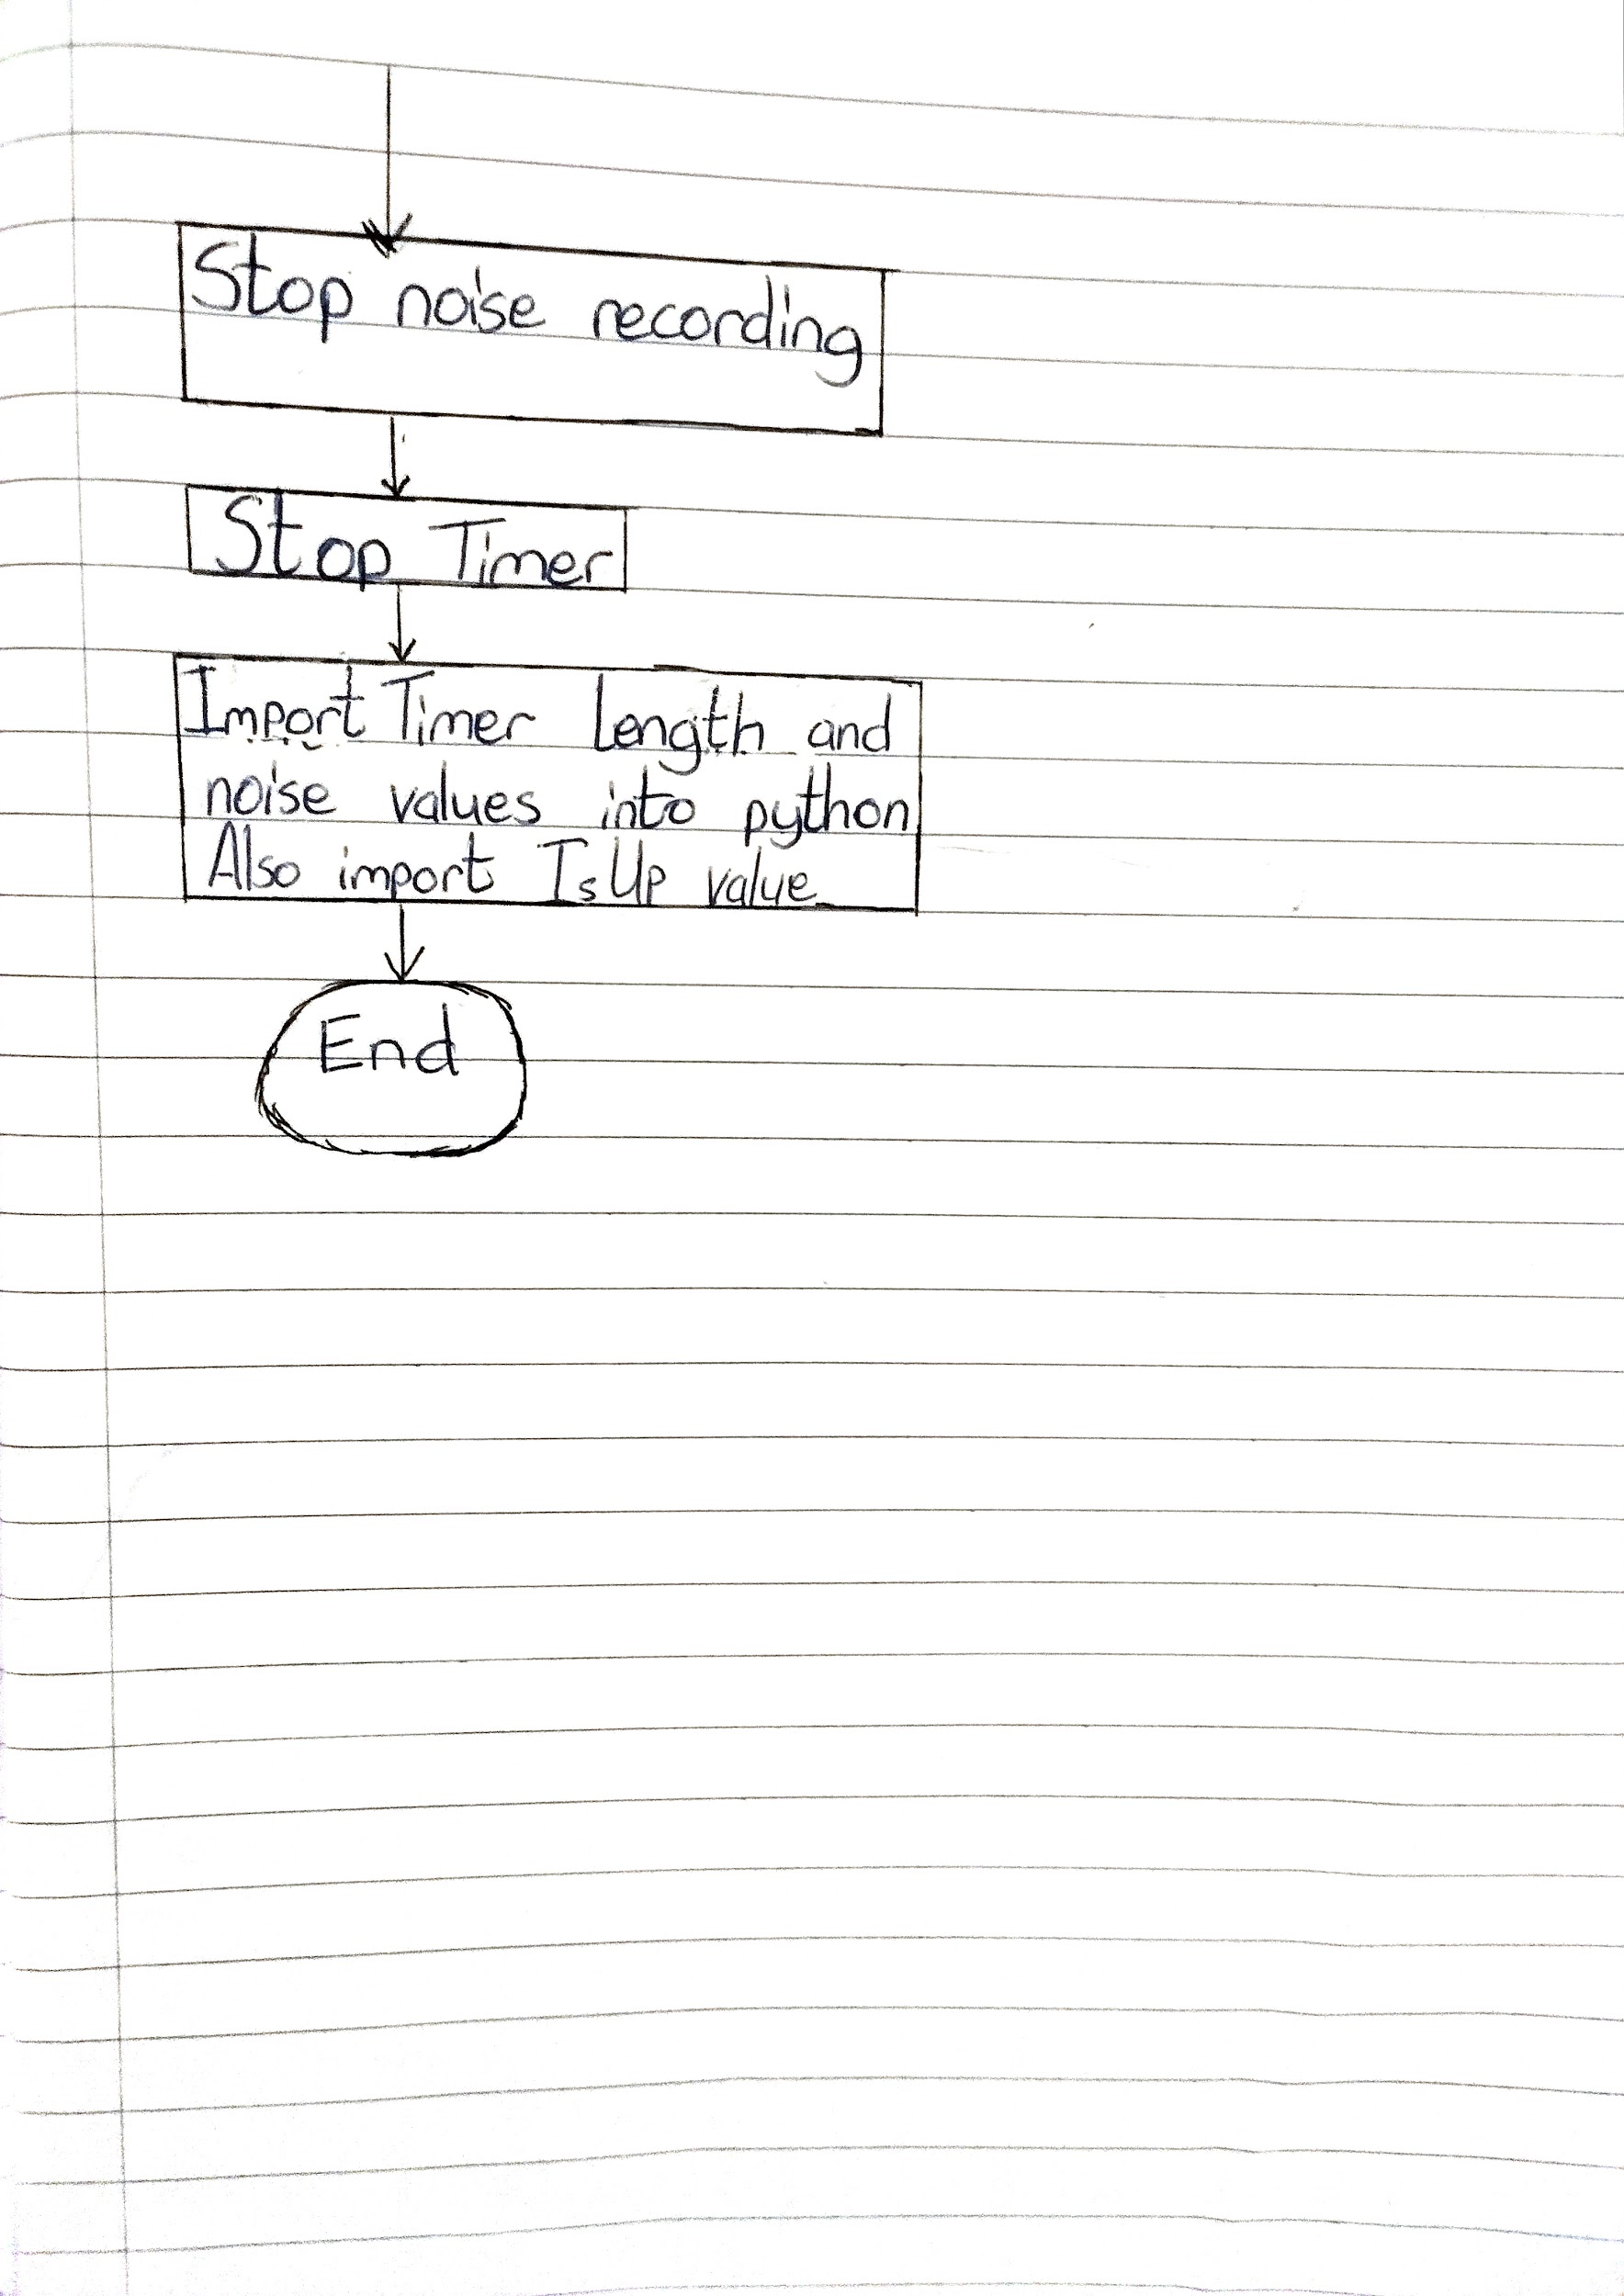 Stop noise recording
Stop Timer
Import Timer Length and
noise values into python
Also import IsUp value
End